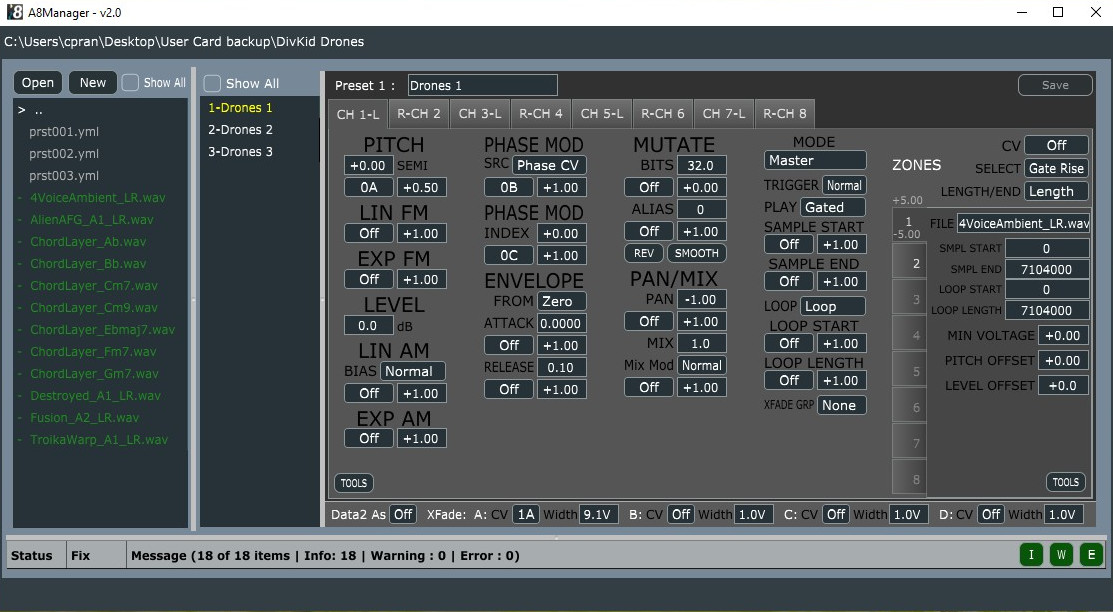 A8Manager - v2.0
C:\Users\cpran\Desktop\User Card backup\DivKid Drones
Open New Show All
> ..
prst001.yml
prst002.yml
prst003.yml
- 4VoiceAmbient_LR.wav
- AlienAFG_A1_LR.wav
- ChordLayer_Ab.wav
- ChordLayer_Bb.wav
- ChordLayer_Cm7.wav
- ChordLayer_Cm9.wav
- ChordLayer_Ebmaj7.wav
- ChordLayer_Fm7.wav
- ChordLayer_Gm7.wav
- Destroyed_A1_LR.wav
- Fusion_A2_LR.wav
- TroikaWarp_A1_LR.wav
Show All
1-Drones 1
2-Drones 2
3-Drones 3
Preset 1 : Drones 1 Save
CH 1-L R-CH 2 CH 3-L R-CH 4 CH 5-L R-CH 6 CH 7-L R-CH 8
PITCH
+0.00 SEMI
0A +0.50
LIN FM
Off +1.00
EXP FM
Off +1.00
LEVEL
0.0 dB
LIN AM
BIAS Normal
Off +1.00
EXP AM
Off +1.00
TOOLS
PHASE MOD
SRC Phase CV
0B +1.00
PHASE MOD
INDEX +0.00
0C +1.00
ENVELOPE
FROM Zero
ATTACK 0.0000
Off +1.00
RELEASE 0.10
Off +1.00
MUTATE
BITS 32.0
Off +0.00
ALIAS 0
Off +1.00
REV SMOOTH
PAN/MIX
PAN -1.00
Off +1.00
MIX 1.0
Mix Mod Normal
Off +1.00
MODE
Master
TRIGGER Normal
PLAY Gated
SAMPLE START
Off +1.00
SAMPLE END
Off +1.00
LOOP Loop
LOOP START
Off +1.00
LOOP LENGTH
Off +1.00
XFADE GRP None
ZONES
CV Off
SELECT Gate Rise
LENGTH/END Length
+5.00
1
-5.00
2
3
4
5
6
7
8
FILE 4VoiceAmbient_LR.wav
SMPL START 0
SMPL END 7104000
LOOP START 0
LOOP LENGTH 7104000
MIN VOLTAGE +0.00
PITCH OFFSET +0.00
LEVEL OFFSET +0.0
TOOLS
Data2 As Off XFade: A: CV 1A Width 9.1V B: CV Off Width 1.0V C: CV Off Width 1.0V D: CV Off Width 1.0V
Status Fix Message (18 of 18 items | Info: 18 | Warning : 0 | Error : 0) I W E